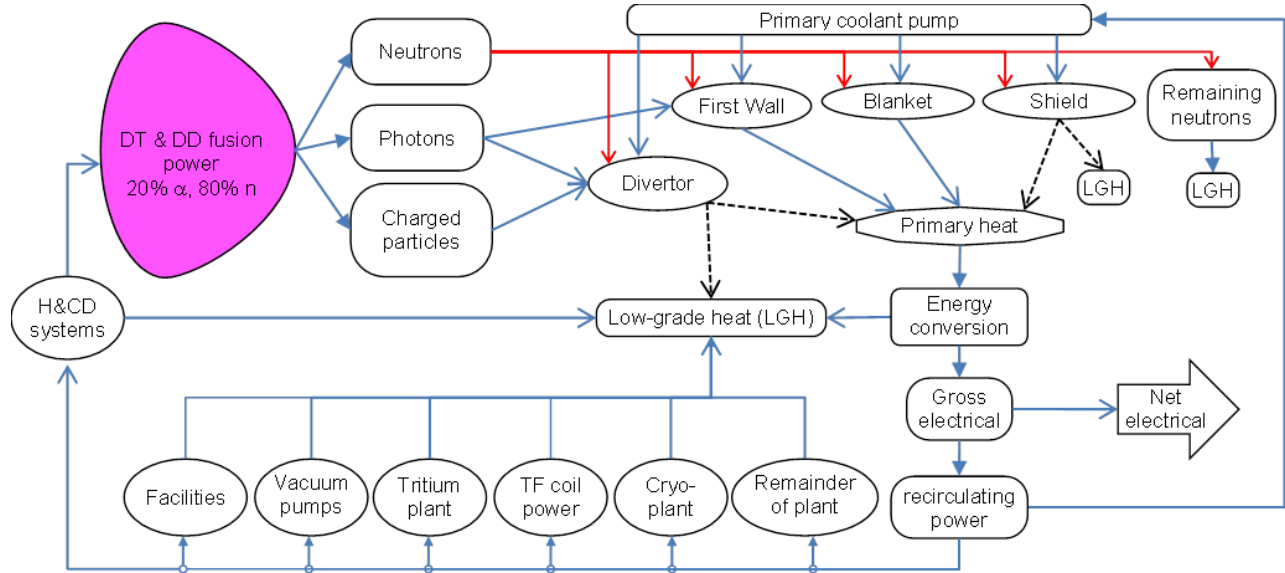 Primary coolant pump
Neutrons
DT & DD fusion
power
20% α, 80% n
Photons
Charged
particles
First Wall
Blanket
Shield
Remaining
neutrons
Divertor
LGH
LGH
Primary heat
H&CD
systems
Low-grade heat (LGH)
Energy
conversion
Gross
electrical
Net
electrical
Facilities
Vacuum
pumps
Tritium
plant
TF coil
power
Cryo-
plant
Remainder
of plant
recirculating
power